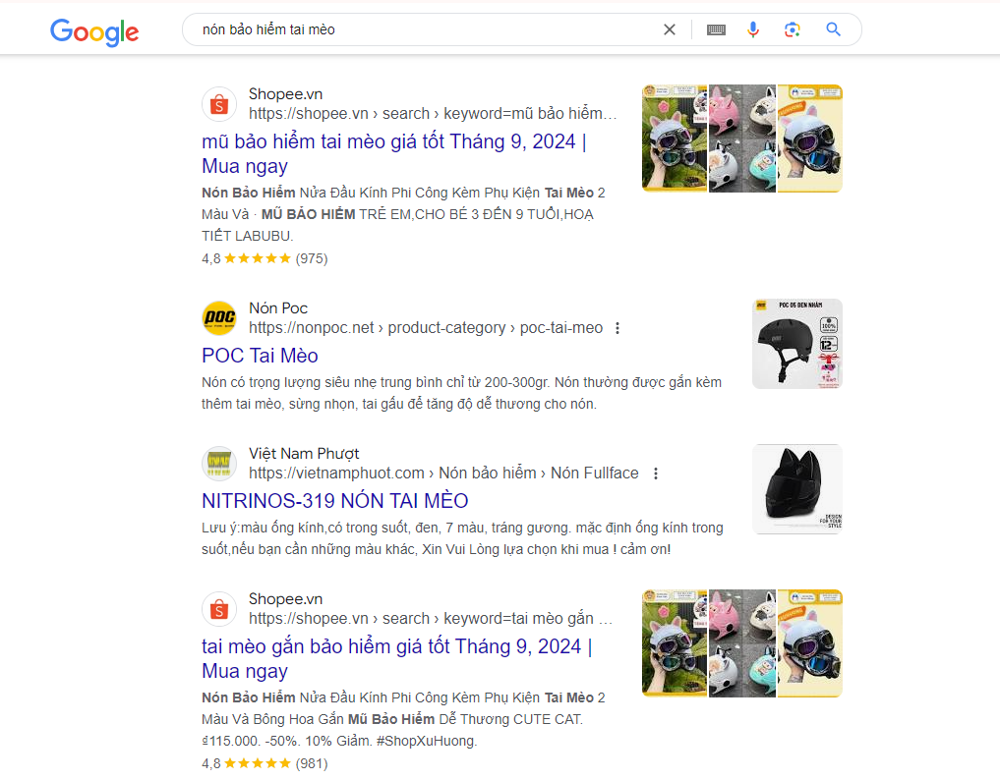 Google
nón bảo hiểm tai mèo
Shopee.vn
https://shopee.vn › search › keyword=mũ bảo hiểm...
mũ bảo hiểm tai mèo giá tốt Tháng 9, 2024 |
Mua ngay
Nón Bảo Hiểm Nửa Đầu Kính Phi Công Kèm Phụ Kiện Tai Mèo 2
Màu Và · MŨ BẢO HIỂM TRẺ EM,CHO BÉ 3 ĐẾN 9 TUỔI,HOẠ
TIẾT LABUBU.
4,8 ★★★★★ (975)
Nón Poc
https://nonpoc.net › product-category › poc-tai-meo
POC Tai Mèo
Nón có trọng lượng siêu nhẹ trung bình chỉ từ 200-300gr. Nón thường được gắn kèm
thêm tai mèo, sừng nhọn, tai gấu để tăng độ dễ thương cho nón.
POC
POC 05 ĐEN NHÁM
100%
12
Việt Nam Phượt
https://vietnamphuot.com › Nón bảo hiểm › Nón Fullface
NITRINOS-319 NÓN TAI MÈO
Lưu ý:màu ống kính,có trong suốt, đen, 7 màu, tráng gương. mặc định ống kính trong
suốt,nếu bạn cần những màu khác, Xin Vui Lòng lựa chọn khi mua ! cảm ơn!
DESIGN
FOR YOUR
STYLE
Shopee.vn
https://shopee.vn › search › keyword=tai mèo gắn ...
tai mèo gắn bảo hiểm giá tốt Tháng 9, 2024 |
Mua ngay
Nón Bảo Hiểm Nửa Đầu Kính Phi Công Kèm Phụ Kiện Tai Mèo 2
Màu Và Bông Hoa Gắn Mũ Bảo Hiểm Dễ Thương CUTE CAT.
₫115.000. -50%. 10% Giảm. #ShopXuHuong.
4,8 ★★★★★ (981)